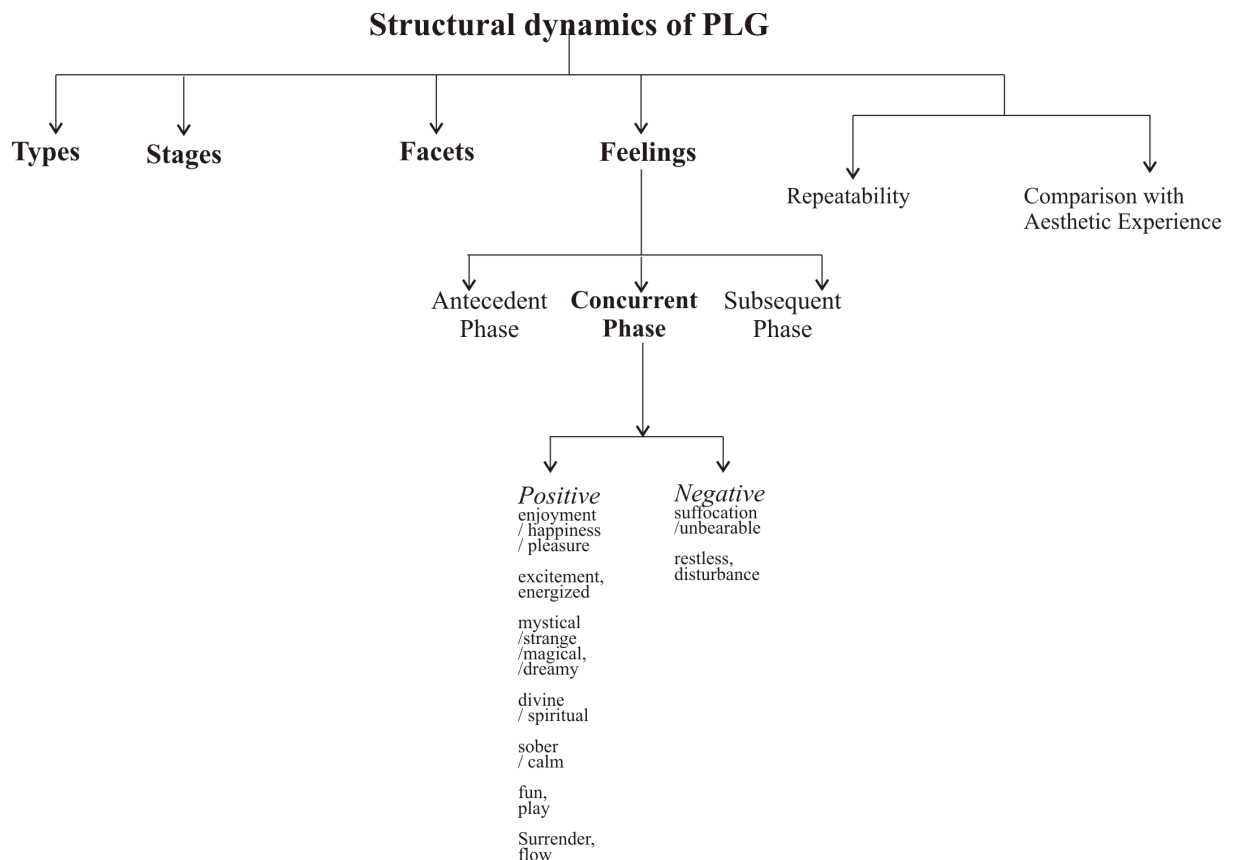 Structural dynamics of PLG
Types
Stages
Facets
Feelings
Repeatability
Comparison with
Aesthetic Experience
Antecedent
Phase
Concurrent
Phase
Subsequent
Phase
Positive
enjoyment
/ happiness
/ pleasure
excitement,
energized
mystical
/strange
/magical,
/dreamy
divine
/ spiritual
sober
/ calm
fun,
play
Surrender,
flow
Negative
suffocation
/unbearable
restless,
disturbance